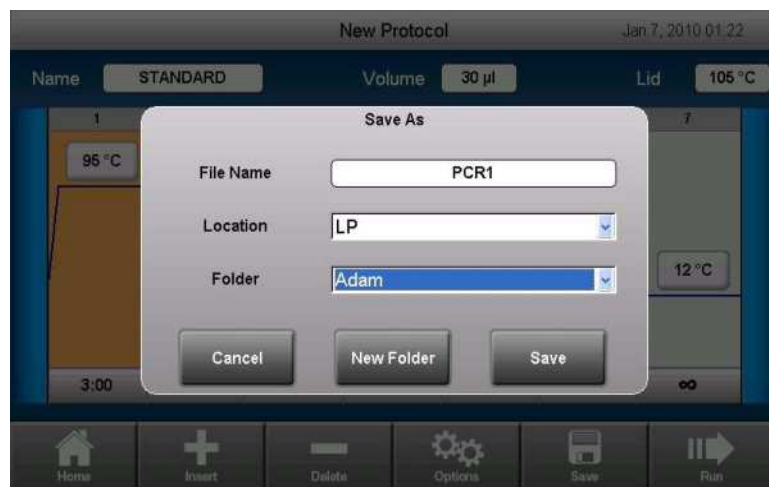 New Protocol Jan 7, 2010 01:22
Name STANDARD Volume 30 µl Lid 105 °C
1 Save As 7
95 °C
File Name PCR1
Location LP
Folder Adam 12 °C
Cancel New Folder Save
3:00 ∞
Home Insert Delete Options Save Run